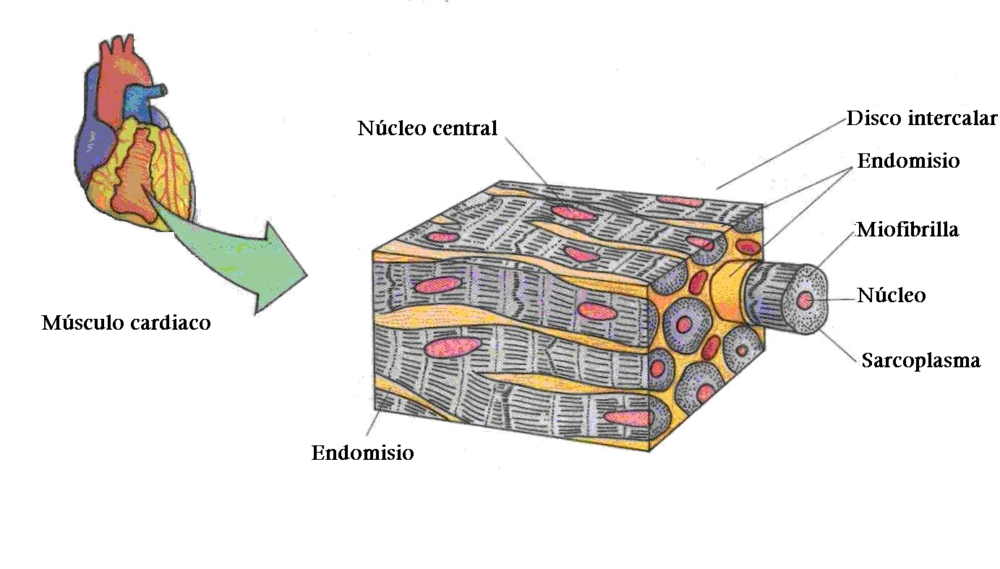 Disco intercalar
Núcleo central
Endomisio
Miofibrilla
Núcleo
Músculo cardiaco
Sarcoplasma
Endomisio